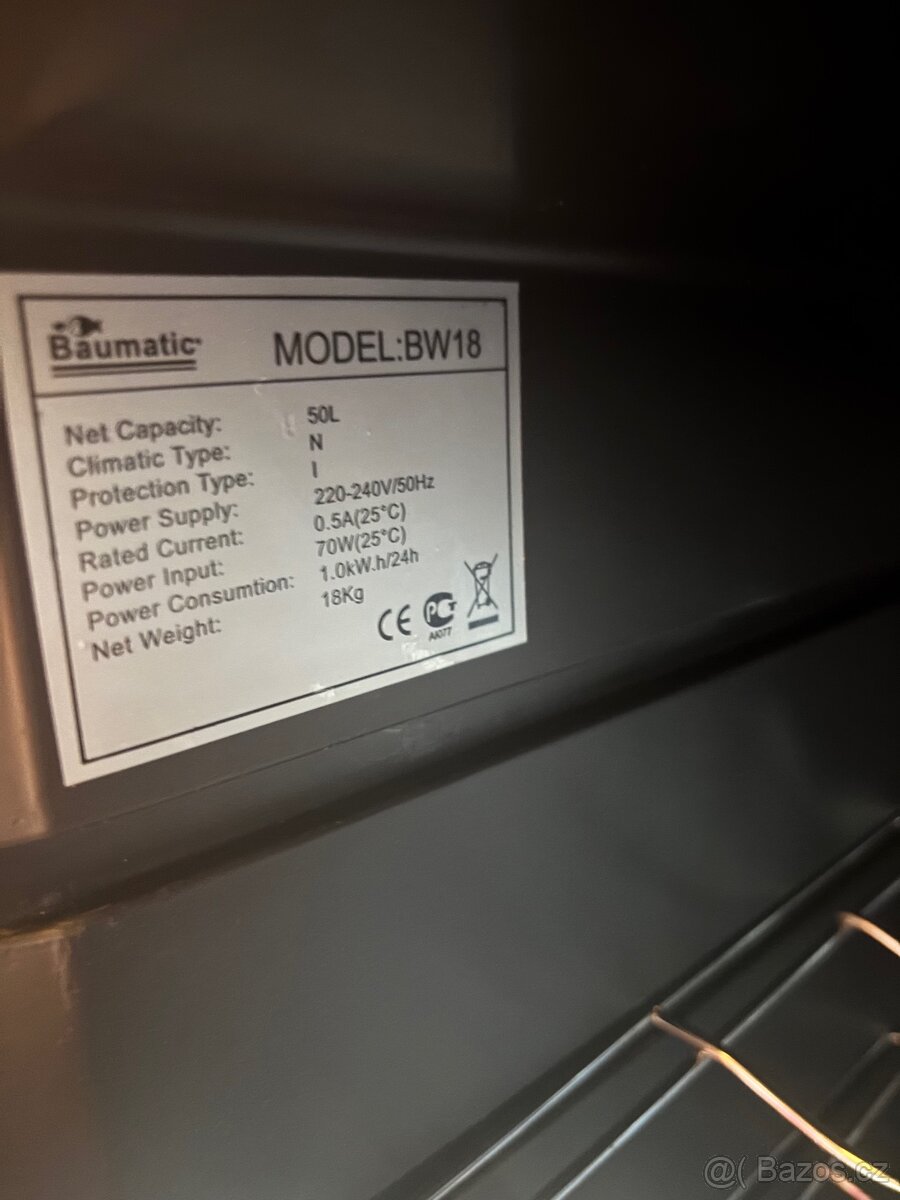 Baumatic
MODEL:BW18
Net Capacity: 50L
Climatic Type: N
Protection Type: I
Power Supply: 220-240V/50Hz
Rated Current: 0.5A(25°C)
Power Input: 70W(25°C)
Power Consumtion: 1.0kW.h/24h
Net Weight: 18Kg
CE
@( Bazos.cz